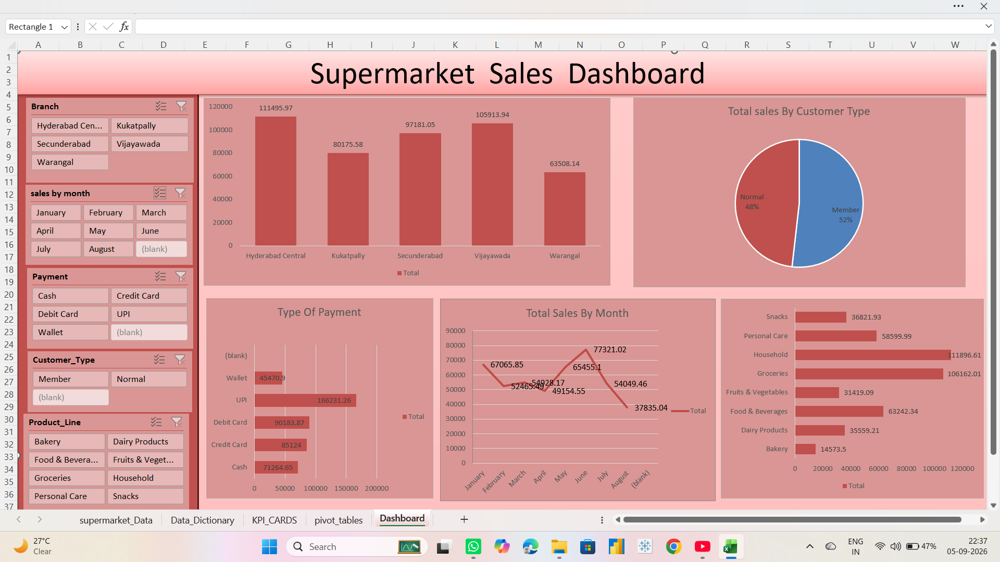 Rectangle 1
fx
A B C D E F G H I J K L M N O P Q R S T U V W
1
2
3
4
5
6
7
8
9
10
11
12
13
14
15
16
17
18
19
20
21
22
23
24
25
26
27
28
29
30
31
32
33
34
35
36
37
Supermarket Sales Dashboard
Branch
Hyderabad Cen... Kukatpally
Secunderabad Vijayawada
Warangal
sales by month
January February March
April May June
July August (blank)
Payment
Cash Credit Card
Debit Card UPI
Wallet (blank)
Customer_Type
Member Normal
(blank)
Product_Line
Bakery Dairy Products
Food & Bevera... Fruits & Veget...
Groceries Household
Personal Care Snacks
120000
100000
80000
60000
40000
20000
0
111495.97
80175.58
97181.05
105913.94
63508.14
Hyderabad Central Kukatpally Secunderabad Vijayawada Warangal
Total
Total sales By Customer Type
Normal
48%
Member
52%
Type Of Payment
(blank)
Wallet 45470.9
UPI 166231.26
Debit Card 90183.87
Credit Card 85124
Cash 71264.65
0 50000 100000 150000 200000
Total
Total Sales By Month
90000
80000
70000
60000
50000
40000
30000
20000
10000
0
67065.85
52465.49
54928.17
49154.55
65455.1
77321.02
54049.46
37835.04
January February March April May June July August (blank)
Total
Snacks 36821.93
Personal Care 58599.99
Household 111896.61
Groceries 106162.01
Fruits & Vegetables 31419.09
Food & Beverages 63242.34
Dairy Products 35559.21
Bakery 14573.5
0 20000 40000 60000 80000 100000 120000
Total
supermarket_Data Data_Dictionary KPI_CARDS pivot_tables Dashboard
27°C
Clear
Search
ENG
IN
47%
22:37
05-09-2026